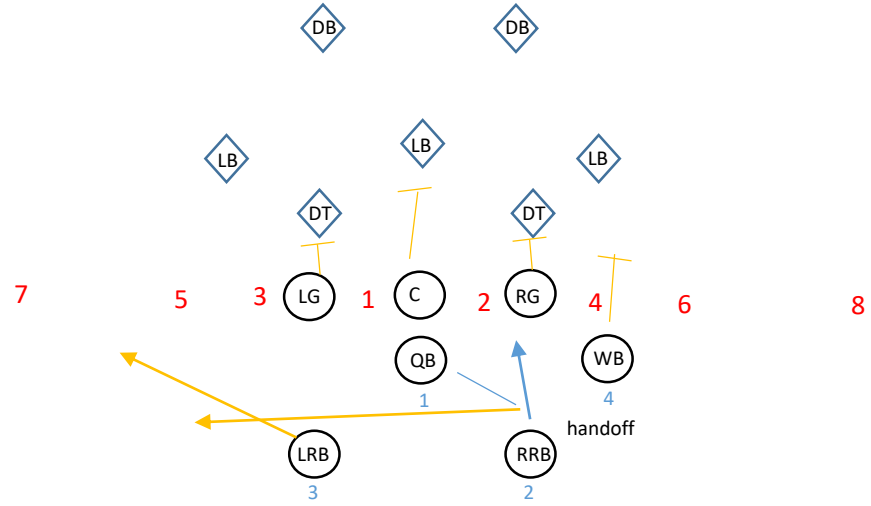 DB DB
LB LB LB
DT DT
7 5 3 LG 1 C 2 RG 4 6 8
QB WB
1 4
handoff
LRB RRB
3 2